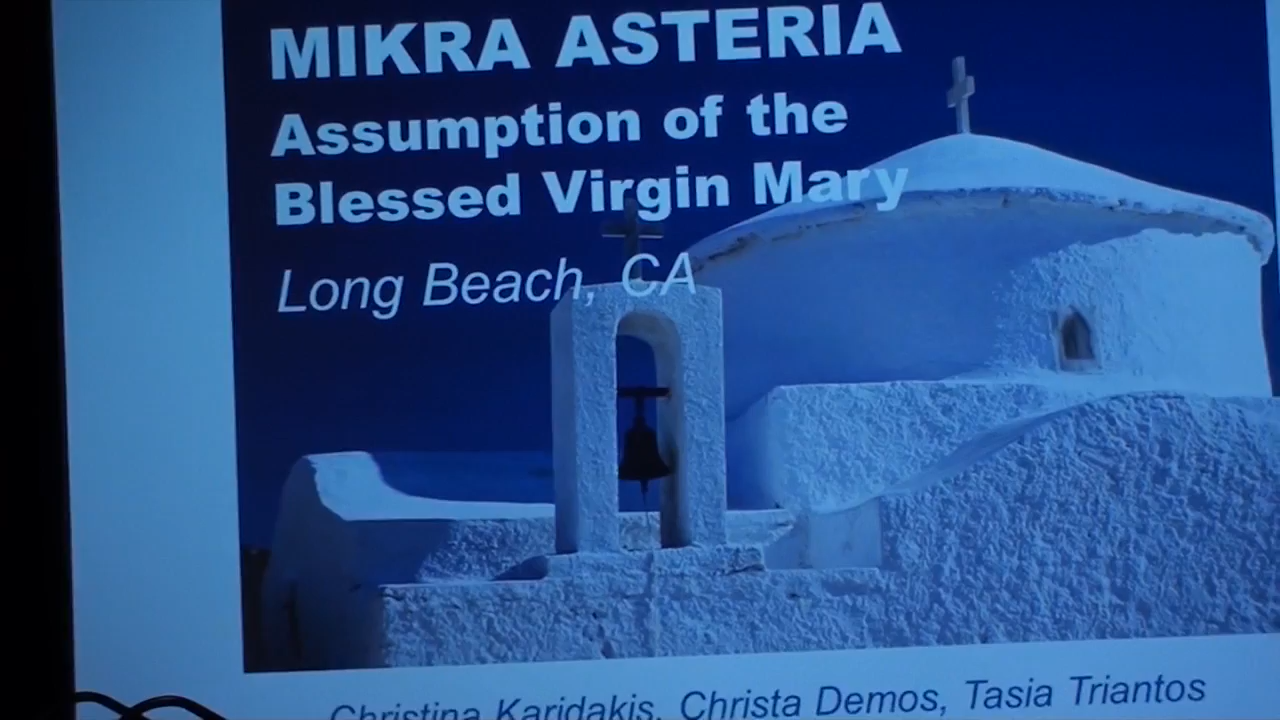 MIKRA ASTERIA
Assumption of the
Blessed Virgin Mary
Long Beach, CA
Christina Karidakis, Christa Demos, Tasia Triantos